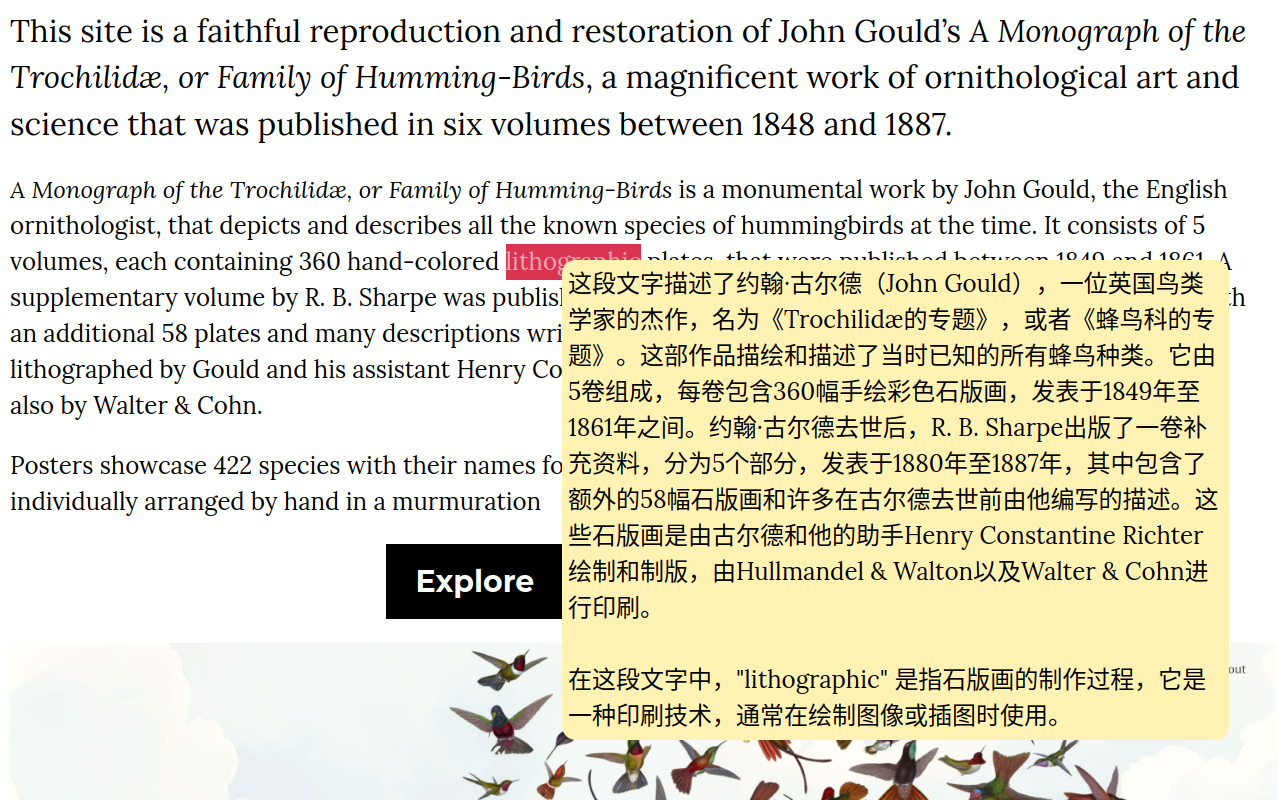 This site is a faithful reproduction and restoration of John Gould’s A Monograph of the
Trochilidæ, or Family of Humming-Birds, a magnificent work of ornithological art and
science that was published in six volumes between 1848 and 1887.
A Monograph of the Trochilidæ, or Family of Humming-Birds is a monumental work by John Gould, the English
ornithologist, that depicts and describes all the known species of hummingbirds at the time. It consists of 5
volumes, each containing 360 hand-colored lithographic plates, that were published between 1849 and 1861. A
supplementary volume by R. B. Sharpe was
an additional 58 plates and many descriptions
lithographed by Gould and his assistant Henry
also by Walter & Cohn.
Posters showcase 422 species with their names
individually arranged by hand in a murmuration
Explore
这段文字描述了约翰·古尔德（John Gould），一位英国鸟类
学家的杰作，名为《Trochilidæ的专题》，或者《蜂鸟科的专
题》。这部作品描绘和描述了当时已知的所有蜂鸟种类。它由
5卷组成，每卷包含360幅手绘彩色石版画，发表于1849年至
1861年之间。约翰·古尔德去世后，R. B. Sharpe出版了一卷补
充资料，分为5个部分，发表于1880年至1887年，其中包含了
额外的58幅石版画和许多在古尔德去世前由他编写的描述。这
些石版画是由古尔德和他的助手Henry Constantine Richter
绘制和制版，由Hullmandel & Walton以及Walter & Cohn进
行印刷。
在这段文字中，"lithographic" 是指石版画的制作过程，它是
一种印刷技术，通常在绘制图像或插图时使用。